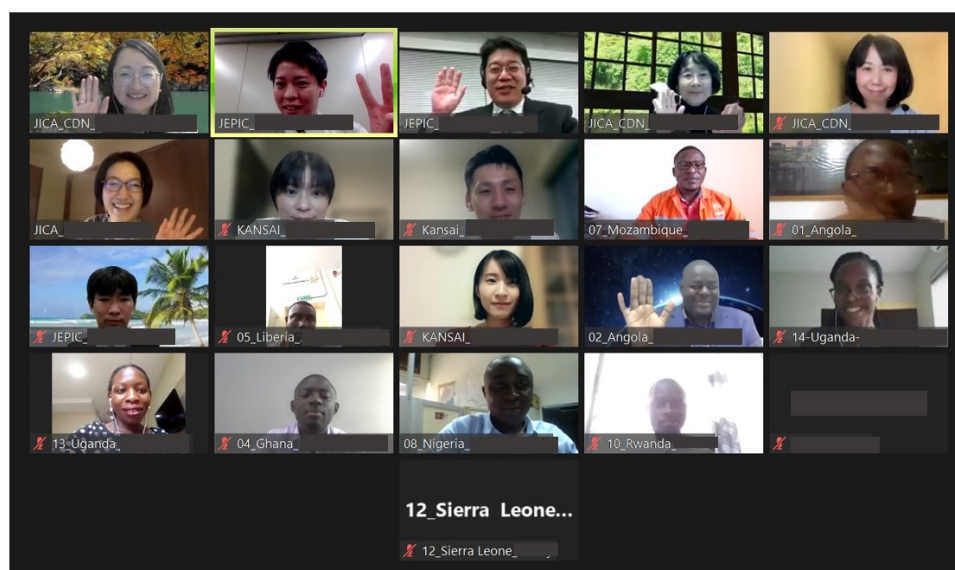 JICA_CDN_
JEPIC_
JEPIC_
JICA_CDN_
JICA_CDN_
JICA_
KANSAI_
Kansai_
07_Mozambique_
01_Angola_
JEPIC_
05_Liberia_
KANSAI_
02_Angola_
14-Uganda-
13_Uganda_
04_Ghana_
08_Nigeria_
10_Rwanda_
12_Sierra Leone...
12_Sierra Leone_